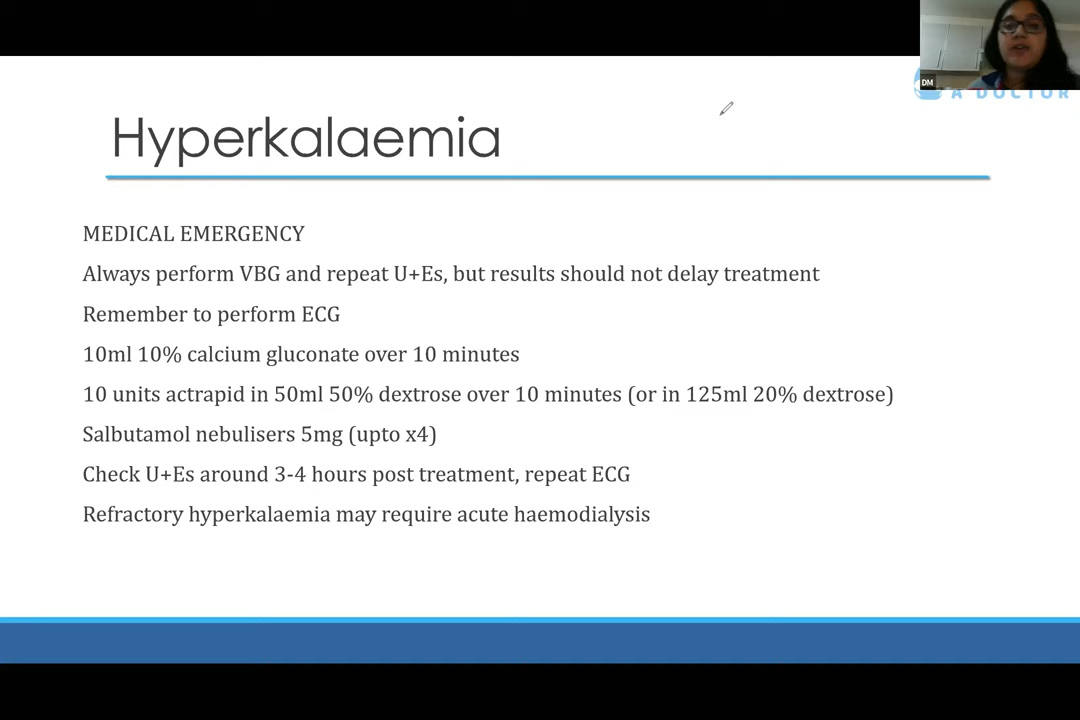 DM
A DOCTOR
Hyperkalaemia
MEDICAL EMERGENCY
Always perform VBG and repeat U+Es, but results should not delay treatment
Remember to perform ECG
10ml 10% calcium gluconate over 10 minutes
10 units actrapid in 50ml 50% dextrose over 10 minutes (or in 125ml 20% dextrose)
Salbutamol nebulisers 5mg (upto x4)
Check U+Es around 3-4 hours post treatment, repeat ECG
Refractory hyperkalaemia may require acute haemodialysis